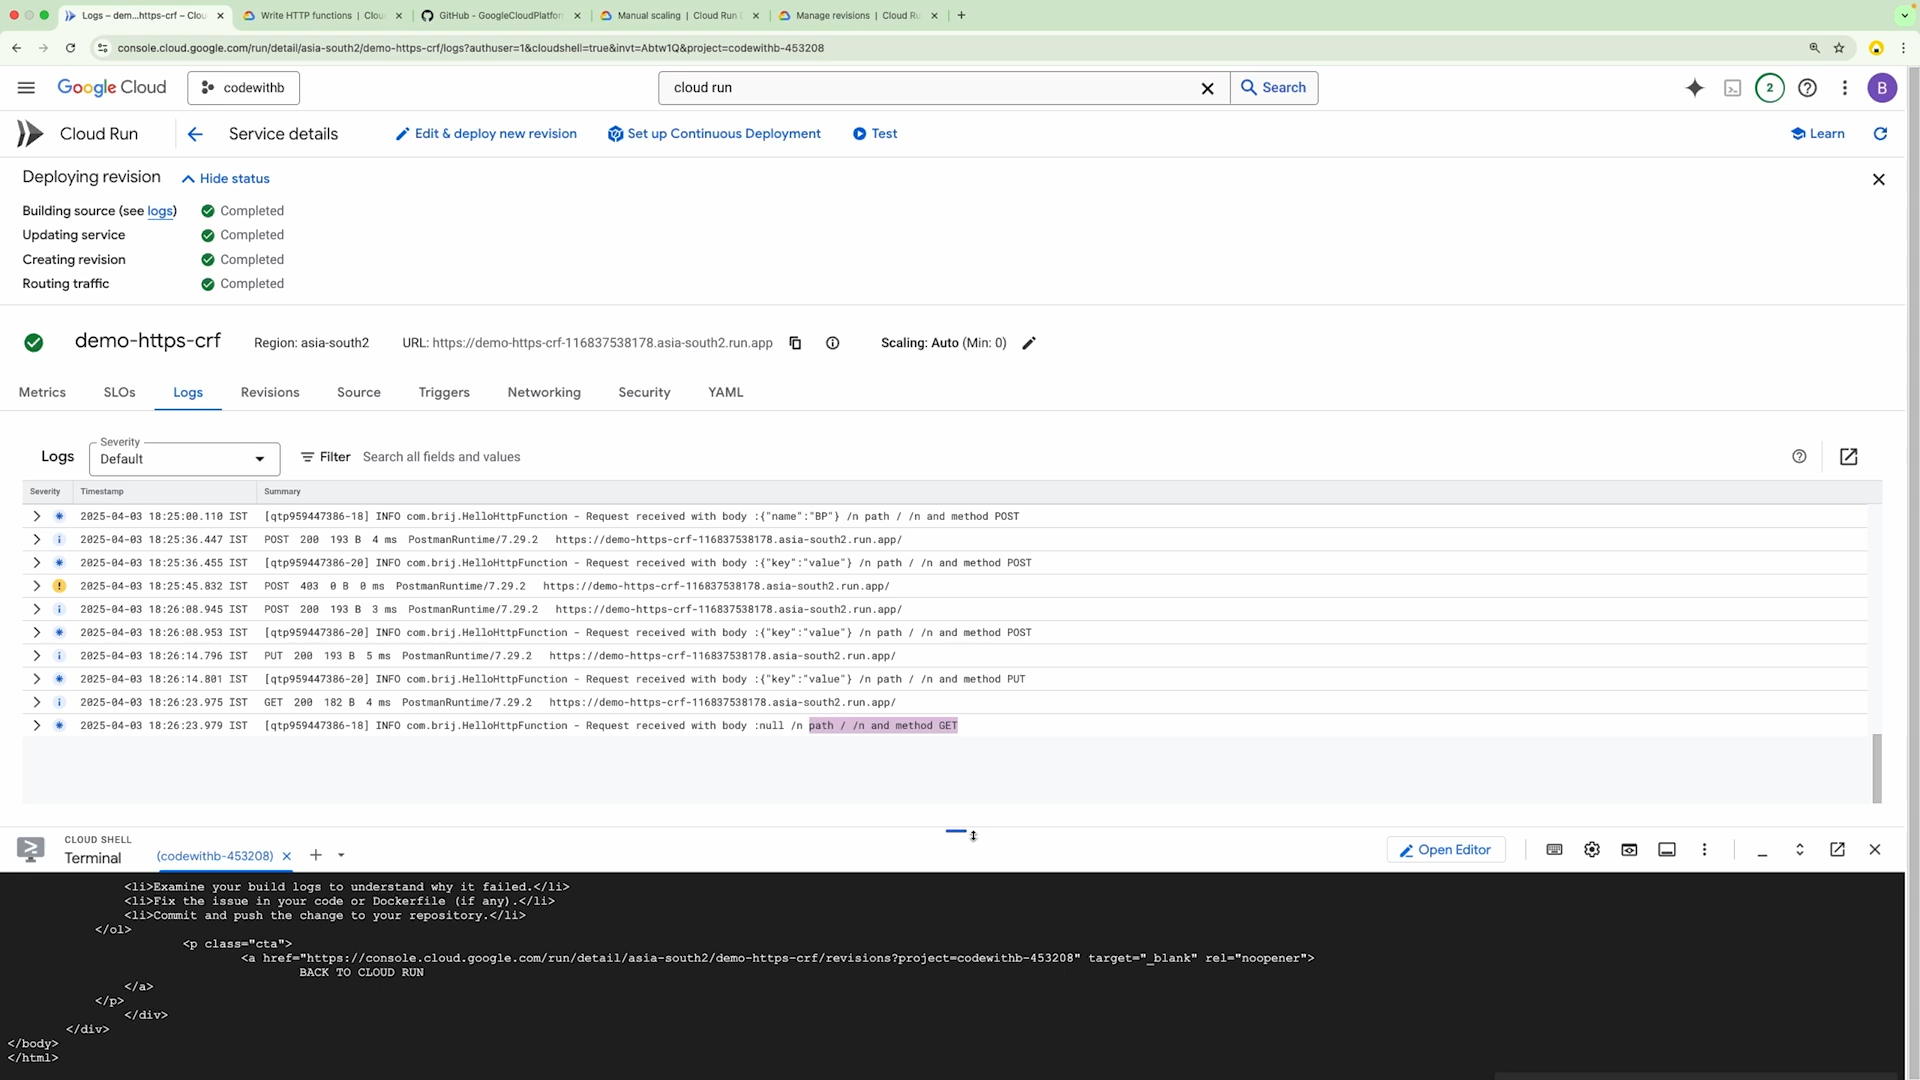 Logs – dem...https-crf – Clou
Write HTTP functions | Clou
GitHub - GoogleCloudPlatfor
Manual scaling | Cloud Run
Manage revisions | Cloud Ru
console.cloud.google.com/run/detail/asia-south2/demo-https-crf/logs?authuser=1&cloudshell=true&invt=Abtw1Q&project=codewithb-453208
Google Cloud
codewithb
cloud run
Search
2
B
Cloud Run
Service details
Edit & deploy new revision
Set up Continuous Deployment
Test
Learn
Deploying revision
Hide status
Building source (see logs) Completed
Updating service Completed
Creating revision Completed
Routing traffic Completed
demo-https-crf Region: asia-south2 URL: https://demo-https-crf-116837538178.asia-south2.run.app Scaling: Auto (Min: 0)
Metrics SLOs Logs Revisions Source Triggers Networking Security YAML
Severity
Logs Default Filter Search all fields and values
Severity Timestamp Summary
2025-04-03 18:25:00.110 IST [qtp959447386-18] INFO com.brij.HelloHttpFunction - Request received with body :{"name":"BP"} /n path / /n and method POST
2025-04-03 18:25:36.447 IST POST 200 193 B 4 ms PostmanRuntime/7.29.2 https://demo-https-crf-116837538178.asia-south2.run.app/
2025-04-03 18:25:36.455 IST [qtp959447386-20] INFO com.brij.HelloHttpFunction - Request received with body :{"key":"value"} /n path / /n and method POST
2025-04-03 18:25:45.832 IST POST 403 0 B 0 ms PostmanRuntime/7.29.2 https://demo-https-crf-116837538178.asia-south2.run.app/
2025-04-03 18:26:08.945 IST POST 200 193 B 3 ms PostmanRuntime/7.29.2 https://demo-https-crf-116837538178.asia-south2.run.app/
2025-04-03 18:26:08.953 IST [qtp959447386-20] INFO com.brij.HelloHttpFunction - Request received with body :{"key":"value"} /n path / /n and method POST
2025-04-03 18:26:14.796 IST PUT 200 193 B 5 ms PostmanRuntime/7.29.2 https://demo-https-crf-116837538178.asia-south2.run.app/
2025-04-03 18:26:14.801 IST [qtp959447386-20] INFO com.brij.HelloHttpFunction - Request received with body :{"key":"value"} /n path / /n and method PUT
2025-04-03 18:26:23.975 IST GET 200 182 B 4 ms PostmanRuntime/7.29.2 https://demo-https-crf-116837538178.asia-south2.run.app/
2025-04-03 18:26:23.979 IST [qtp959447386-18] INFO com.brij.HelloHttpFunction - Request received with body :null /n path / /n and method GET
CLOUD SHELL
Terminal (codewithb-453208) Open Editor
<li>Examine your build logs to understand why it failed.</li>
<li>Fix the issue in your code or Dockerfile (if any).</li>
<li>Commit and push the change to your repository.</li>
</ol>
<p class="cta">
<a href="https://console.cloud.google.com/run/detail/asia-south2/demo-https-crf/revisions?project=codewithb-453208" target="_blank" rel="noopener">
BACK TO CLOUD RUN
</a>
</p>
</div>
</div>
</body>
</html>